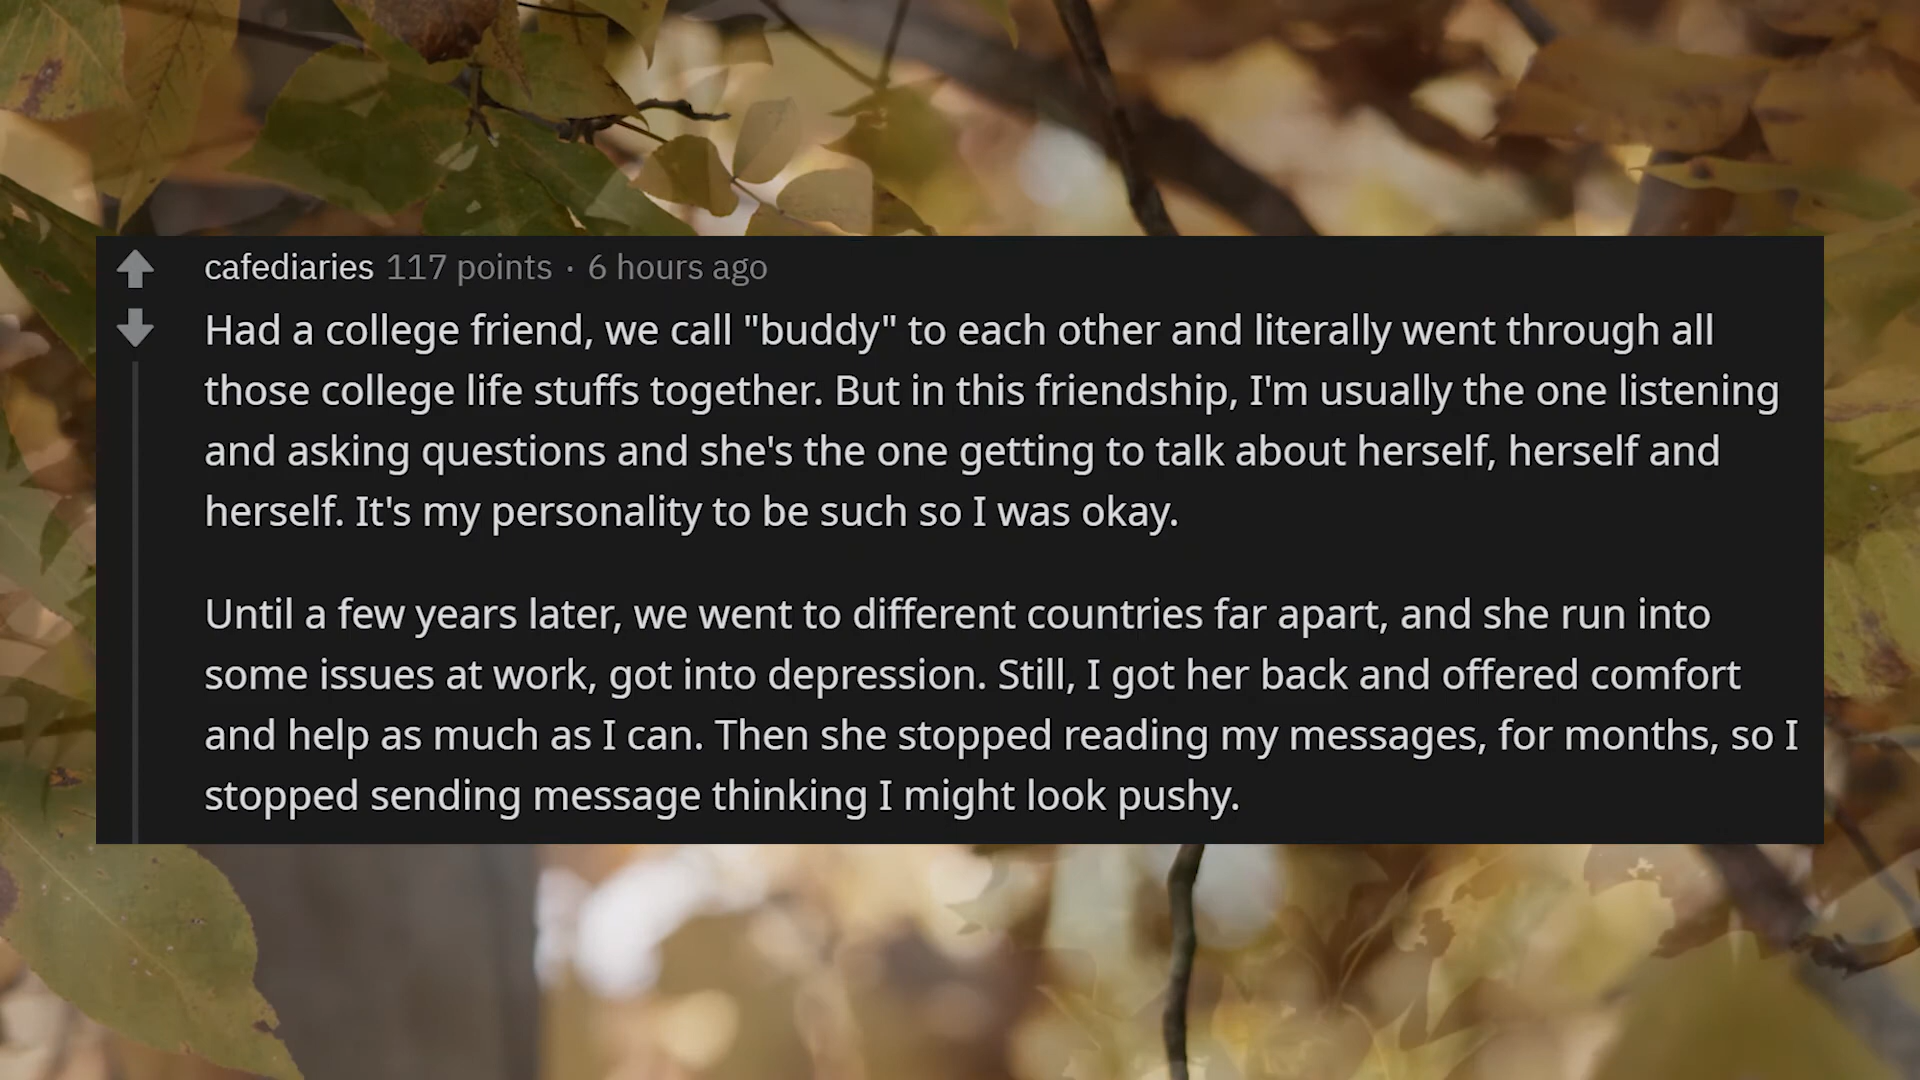 cafediaries 117 points · 6 hours ago
Had a college friend, we call "buddy" to each other and literally went through all
those college life stuffs together. But in this friendship, I'm usually the one listening
and asking questions and she's the one getting to talk about herself, herself and
herself. It's my personality to be such so I was okay.
Until a few years later, we went to different countries far apart, and she run into
some issues at work, got into depression. Still, I got her back and offered comfort
and help as much as I can. Then she stopped reading my messages, for months, so I
stopped sending message thinking I might look pushy.